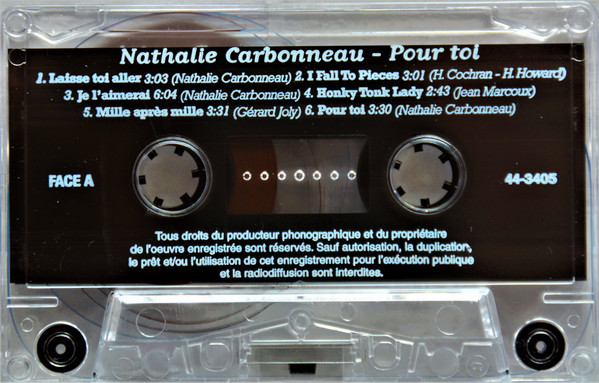 Nathalie Carbonneau - Pour toi
1. Laisse toi aller 3:03 (Nathalie Carbonneau) 2. I Fall To Pieces 3:01 (H. Cochran - H. Howard)
3. Je l'aimerai 6:04 (Nathalie Carbonneau) 4. Honky Tonk Lady 2:43 (Jean Marcoux)
5. Mille après mille 3:31 (Gérard Joly) 6. Pour toi 3:30 (Nathalie Carbonneau)
FACE A
44-3405
Tous droits du producteur phonographique et du propriétaire
de l'oeuvre enregistrée sont réservés. Sauf autorisation, la duplication,
le prêt et/ou l'utilisation de cet enregistrement pour l'exécution publique
et la radiodiffusion sont interdites.